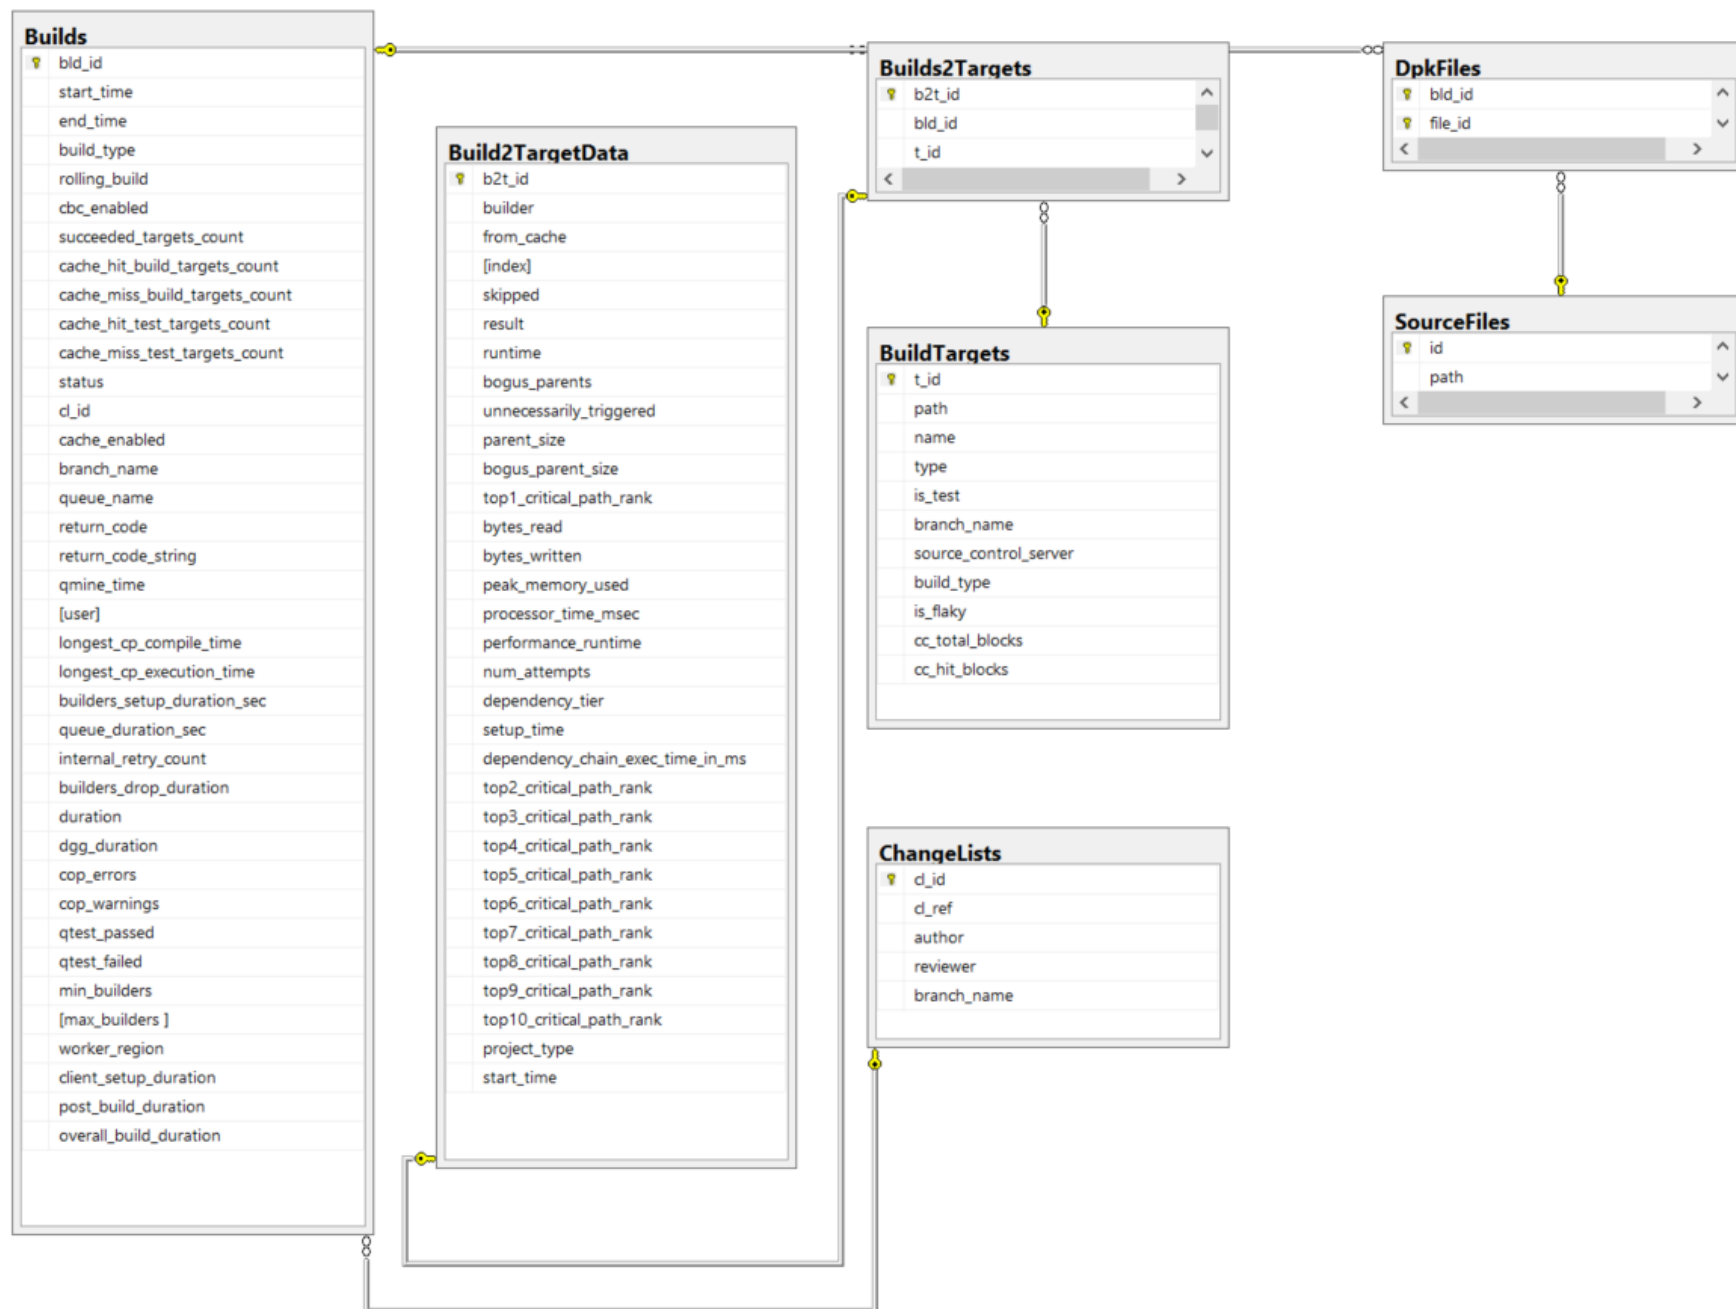 Builds
bld_id
start_time
end_time
build_type
rolling_build
cbc_enabled
succeeded_targets_count
cache_hit_build_targets_count
cache_miss_build_targets_count
cache_hit_test_targets_count
cache_miss_test_targets_count
status
cl_id
cache_enabled
branch_name
queue_name
return_code
return_code_string
qmine_time
[user]
longest_cp_compile_time
longest_cp_execution_time
builders_setup_duration_sec
queue_duration_sec
internal_retry_count
builders_drop_duration
duration
dgg_duration
cop_errors
cop_warnings
qtest_passed
qtest_failed
min_builders
[max_builders ]
worker_region
client_setup_duration
post_build_duration
overall_build_duration
Build2TargetData
b2t_id
builder
from_cache
[index]
skipped
result
runtime
bogus_parents
unnecessarily_triggered
parent_size
bogus_parent_size
top1_critical_path_rank
bytes_read
bytes_written
peak_memory_used
processor_time_msec
performance_runtime
num_attempts
dependency_tier
setup_time
dependency_chain_exec_time_in_ms
top2_critical_path_rank
top3_critical_path_rank
top4_critical_path_rank
top5_critical_path_rank
top6_critical_path_rank
top7_critical_path_rank
top8_critical_path_rank
top9_critical_path_rank
top10_critical_path_rank
project_type
start_time
Builds2Targets
b2t_id
bld_id
t_id
BuildTargets
t_id
path
name
type
is_test
branch_name
source_control_server
build_type
is_flaky
cc_total_blocks
cc_hit_blocks
ChangeLists
cl_id
cl_ref
author
reviewer
branch_name
DpkFiles
bld_id
file_id
SourceFiles
id
path